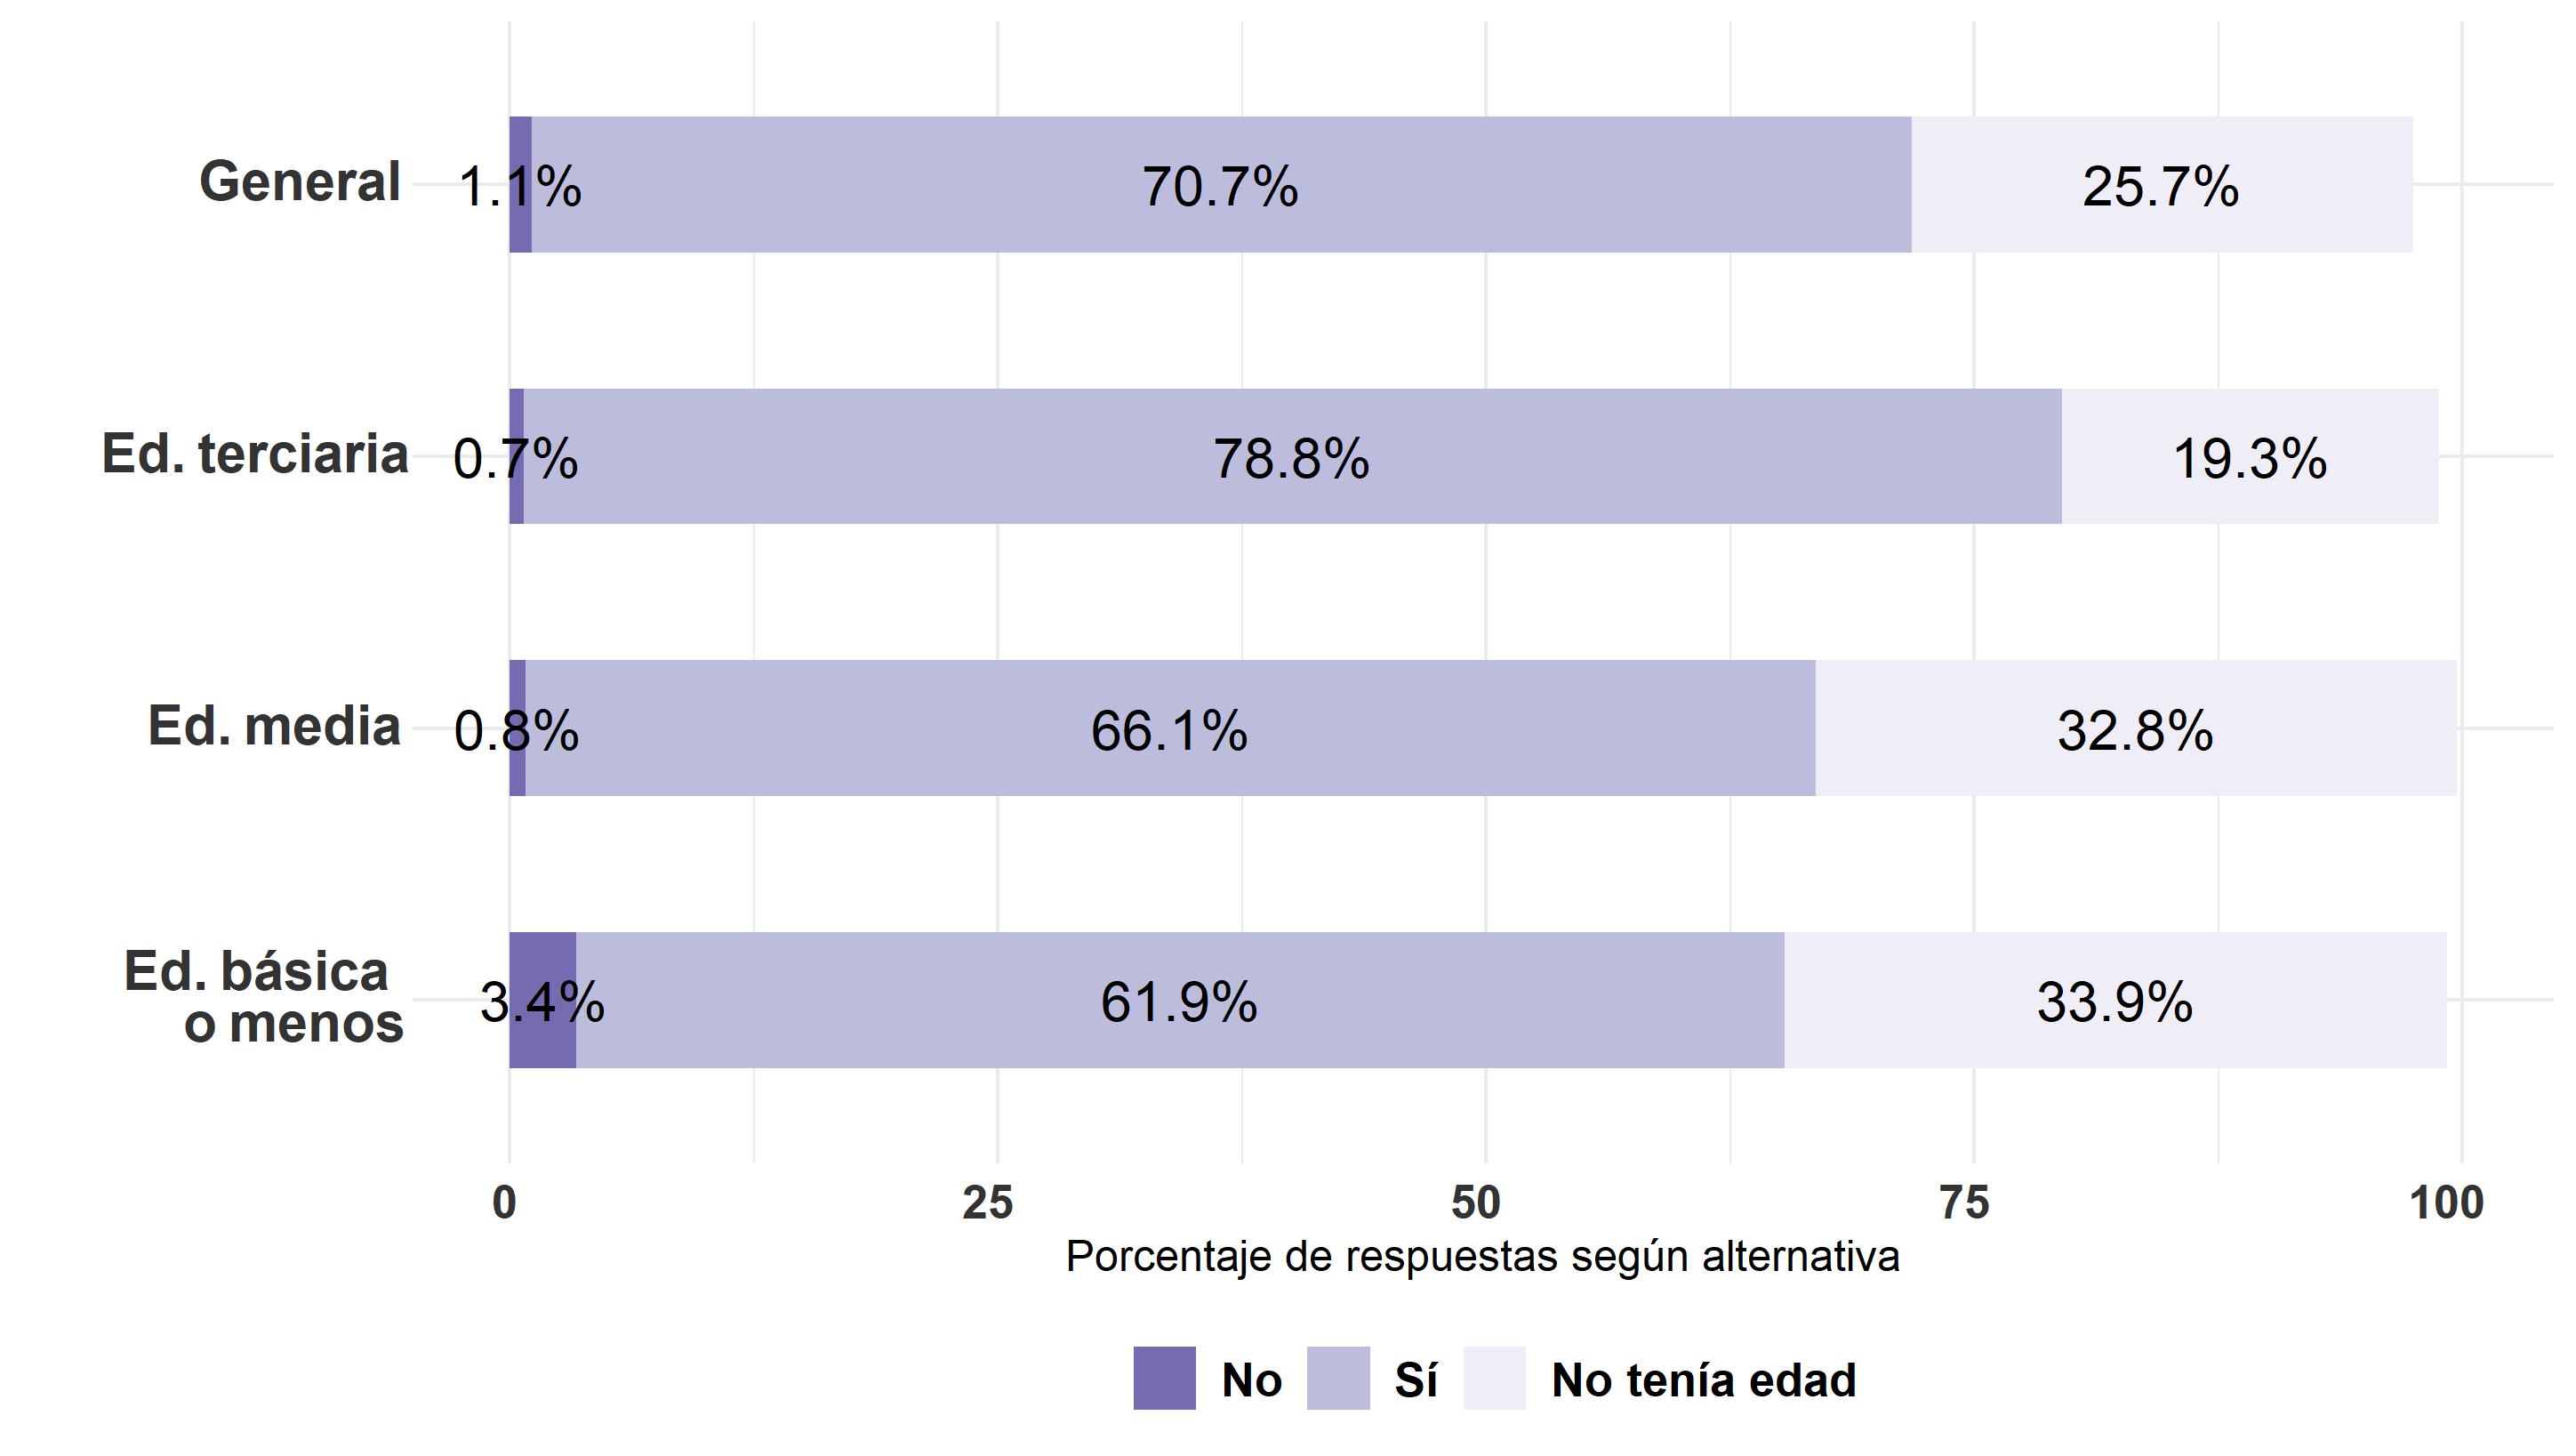 General 1.1% 70.7% 25.7%
Ed. terciaria 0.7% 78.8% 19.3%
Ed. media 0.8% 66.1% 32.8%
Ed. básica
o menos
3.4% 61.9% 33.9%
0 25 50 75 100
Porcentaje de respuestas según alternativa
No Sí No tenía edad